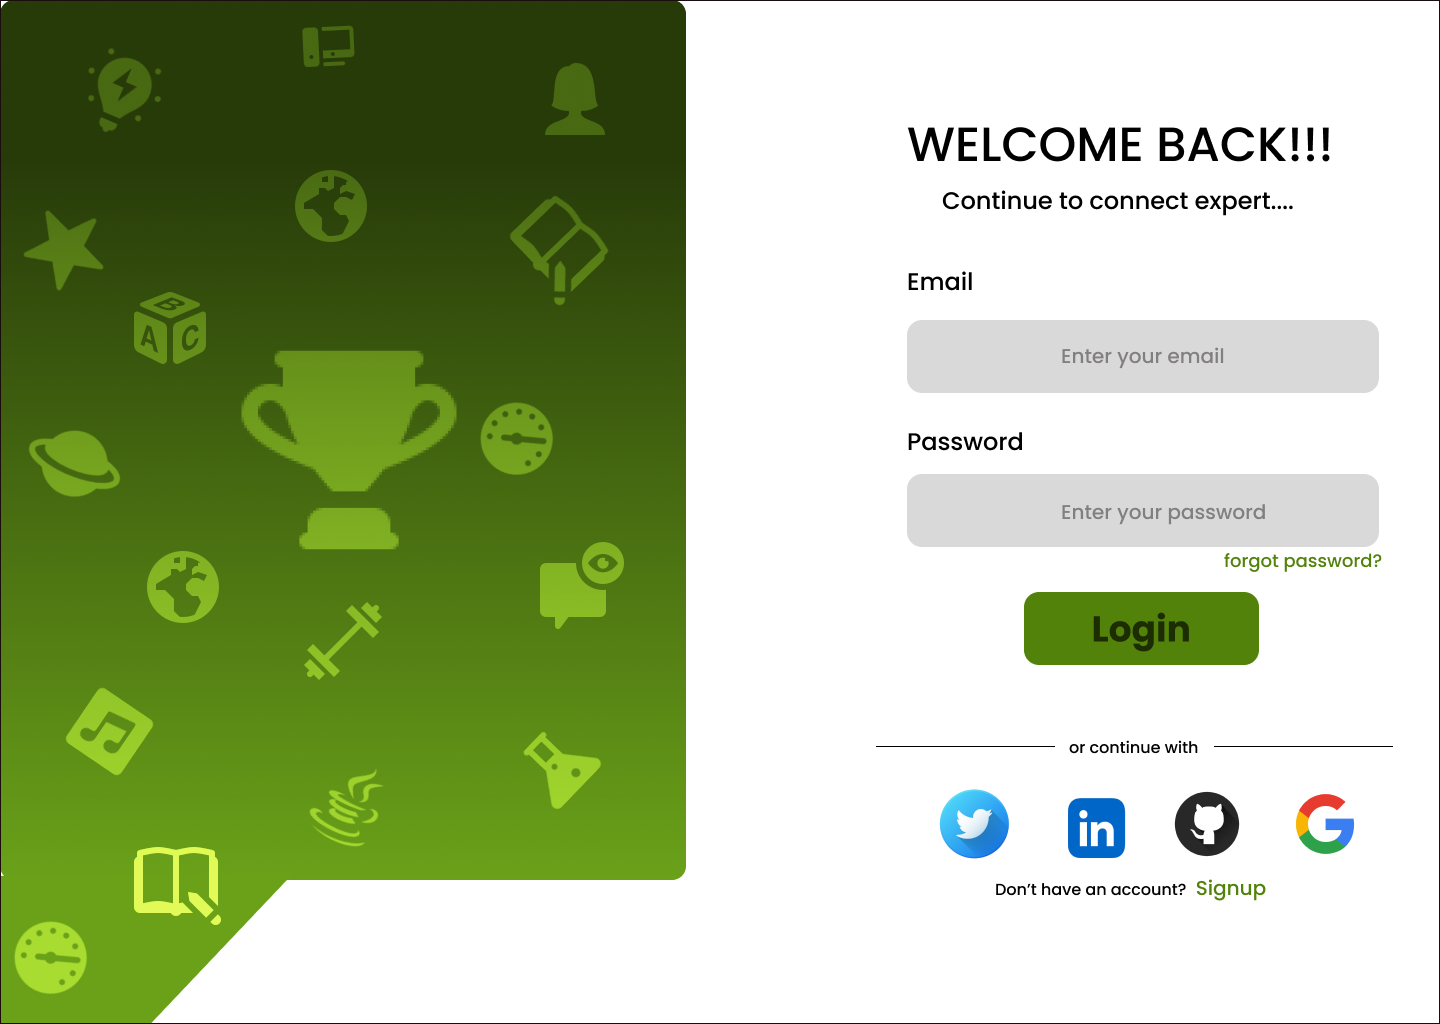 B
A C
WELCOME BACK!!!
Continue to connect expert....
Email
Enter your email
Password
Enter your password
forgot password?
Login
or continue with
in
G
Don't have an account? Signup